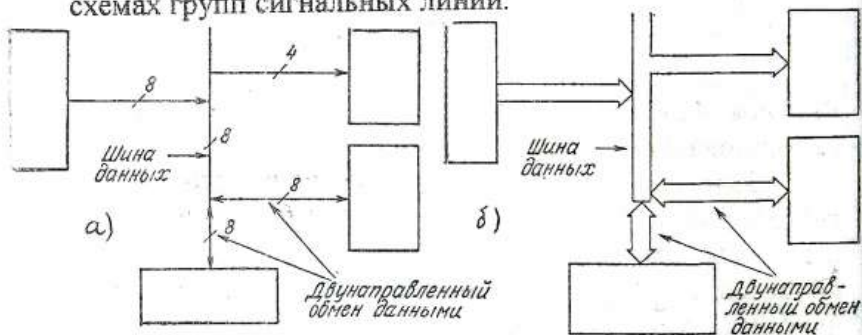 схемах групп сигнальных линий.
4
8
8
Шина
данных
8
а)
8
Двунаправленный
обмен данными
Шина
данных
б)
Двунаправ-
ленный обмен
данными